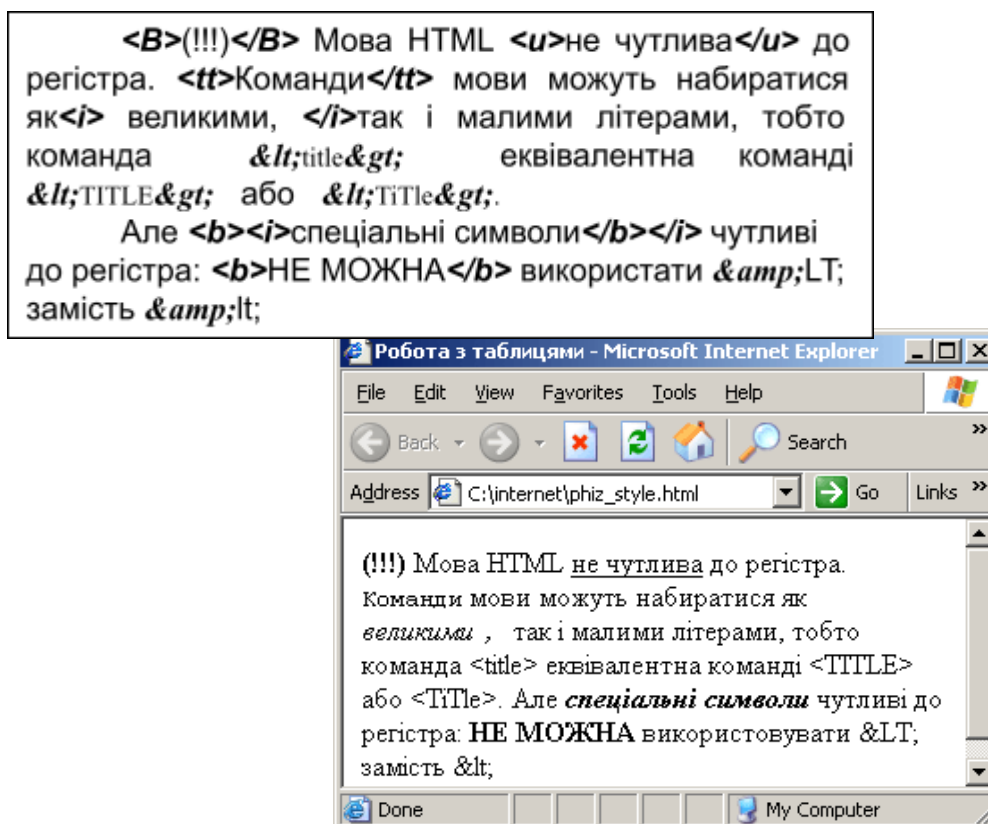 <B>(!!!)</B> Мова HTML <u>не чутлива</u> до
регістра. <tt>Команди</tt> мови можуть набиратися
як<i> великими, </i>так і малими літерами, тобто
команда &lt;title&gt; еквівалентна команді
&lt;TITLE&gt; або &lt;TiTle&gt;.
Але <b><i>спеціальні символи</b></i> чутливі
до регістра: <b>НЕ МОЖНА</b> використати &amp;LT;
замість &amp;lt;
Робота з таблицями - Microsoft Internet Explorer
File Edit View Favorites Tools Help
Back Search »
Address C:\internet\phiz_style.html Go Links »
(!!!) Мова HTML не чутлива до регістра.
Команди мови можуть набиратися як
великими , так і малими літерами, тобто
команда <title> еквівалентна команді <TITLE>
або <TiTle>. Але спеціальні символи чутливі до
регістра: НЕ МОЖНА використовувати &LT;
замість &lt;
Done My Computer